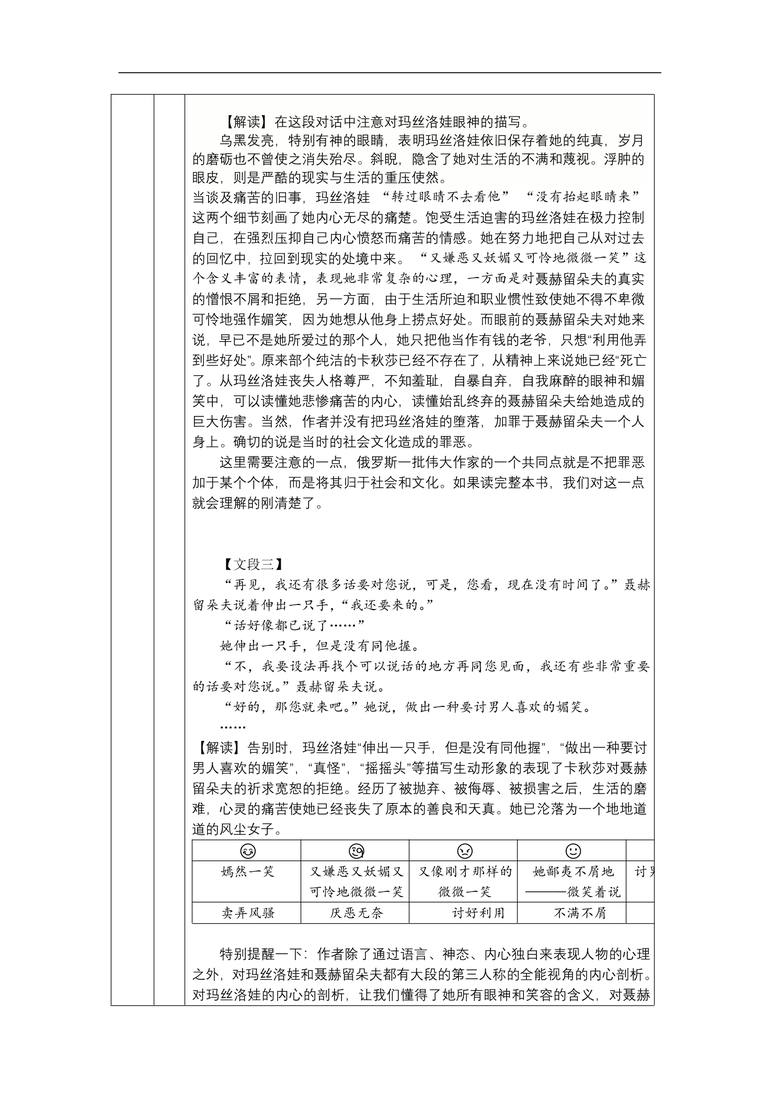 【解读】在这段对话中注意对玛丝洛娃眼神的描写。
乌黑发亮，特别有神的眼睛，表明玛丝洛娃依旧保存着她的纯真，岁月
的磨砺也不曾使之消失殆尽。斜睨，隐含了她对生活的不满和蔑视。浮肿的
眼皮，则是严酷的现实与生活的重压使然。
当谈及痛苦的旧事，玛丝洛娃 “转过眼睛不去看他” “没有抬起眼睛来”
这两个细节刻画了她内心无尽的痛楚。饱受生活迫害的玛丝洛娃在极力控制
自己，在强烈压抑自己内心愤怒而痛苦的情感。她在努力地把自己从对过去
的回忆中，拉回到现实的处境中来。 “又嫌恶又妖媚又可怜地微微一笑”这
个含义丰富的表情，表现她非常复杂的心理，一方面是对聂赫留朵夫的真实
的憎恨不屑和拒绝，另一方面，由于生活所迫和职业惯性致使她不得不卑微
可怜地强作媚笑，因为她想从他身上捞点好处。而眼前的聂赫留朵夫对她来
说，早已不是她所爱过的那个人，她只把他当作有钱的老爷，只想“利用他弄
到些好处”。原来部个纯洁的卡秋莎已经不存在了，从精神上来说她已经“死亡
了。从玛丝洛娃丧失人格尊严，不知羞耻，自暴自弃，自我麻醉的眼神和媚
笑中，可以读懂她悲惨痛苦的内心，读懂始乱终弃的聂赫留朵夫给她造成的
巨大伤害。当然，作者并没有把玛丝洛娃的堕落，加罪于聂赫留朵夫一个人
身上。确切的说是当时的社会文化造成的罪恶。
这里需要注意的一点，俄罗斯一批伟大作家的一个共同点就是不把罪恶
加于某个个体，而是将其归于社会和文化。如果读完整本书，我们对这一点
就会理解的刚清楚了。
【文段三】
“再见，我还有很多话要对您说，可是，您看，现在没有时间了。”聂赫
留朵夫说着伸出一只手，“我还要来的。”
“话好像都已说了……”
她伸出一只手，但是没有同他握。
“不，我要设法再找个可以说话的地方再同您见面，我还有些非常重要
的话要对您说。”聂赫留朵夫说。
“好的，那您就来吧。”她说，做出一种要讨男人喜欢的媚笑。
……
【解读】告别时，玛丝洛娃“伸出一只手，但是没有同他握”，“做出一种要讨
男人喜欢的媚笑”，“真怪”，“摇摇头”等描写生动形象的表现了卡秋莎对聂赫
留朵夫的祈求宽恕的拒绝。经历了被抛弃、被侮辱、被损害之后，生活的磨
难，心灵的痛苦使她已经丧失了原本的善良和天真。她已沦落为一个地地道
道的风尘女子。
嫣然一笑 又嫌恶又妖媚又 又像刚才那样的 她鄙夷不屑地 讨
可怜地微微一笑 微微一笑 ———微笑着说
卖弄风骚 厌恶无奈 讨好利用 不满不屑
特别提醒一下：作者除了通过语言、神态、内心独白来表现人物的心理
之外，对玛丝洛娃和聂赫留朵夫都有大段的第三人称的全能视角的内心剖析。
对玛丝洛娃的内心的剖析，让我们懂得了她所有眼神和笑容的含义，对聂赫